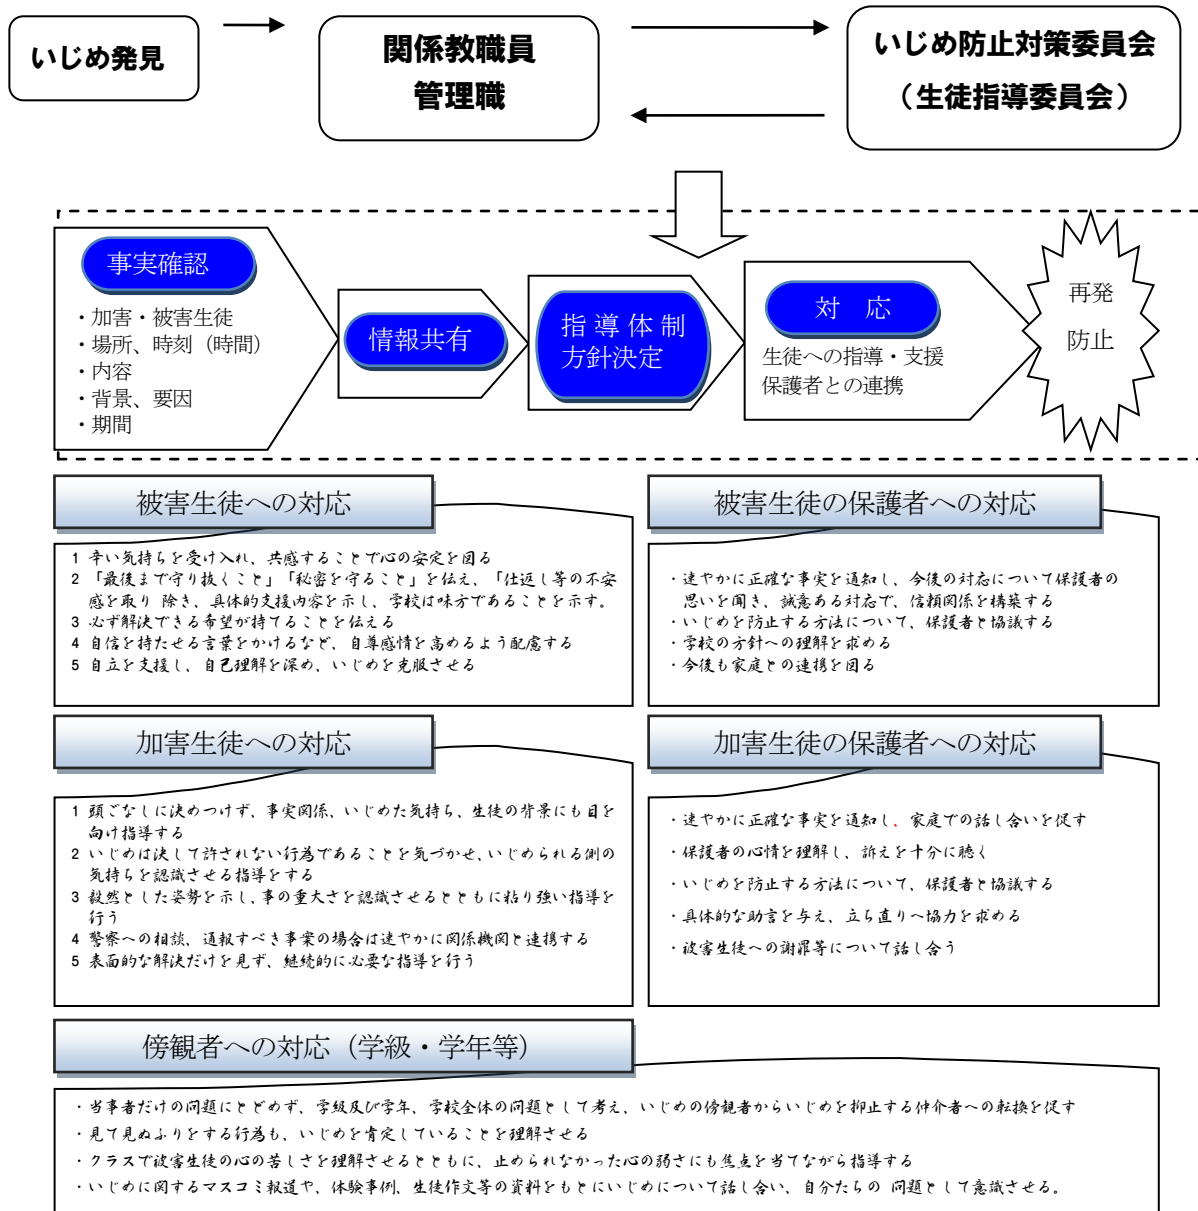 いじめ発見
関係教職員
管理職
いじめ防止対策委員会
（生徒指導委員会）
事実確認
・加害・被害生徒
・場所、時刻（時間）
・内容
・背景、要因
・期間
情報共有
指導体制
方針決定
対　応
生徒への指導・支援
保護者との連携
再発
防止
被害生徒への対応
1 辛い気持ちを受け入れ、共感することで心の安定を図る
2 「最後まで守り抜くこと」「秘密を守ること」を伝え、「仕返し等の不安
感を取り 除き、具体的支援内容を示し、学校は味方であることを示す。
3 必ず解決できる希望が持てることを伝える
4 自信を持たせる言葉をかけるなど、自尊感情を高めるよう配慮する
5 自立を支援し、自己理解を深め、いじめを克服させる
被害生徒の保護者への対応
・速やかに正確な事実を通知し、今後の対応について保護者の
思いを聞き、誠意ある対応で、信頼関係を構築する
・いじめを防止する方法について、保護者と協議する
・学校の方針への理解を求める
・今後も家庭との連携を図る
加害生徒への対応
1 頭ごなしに決めつけず、事実関係、いじめた気持ち、生徒の背景にも目を
向け指導する
2 いじめは決して許されない行為であることを気づかせ、いじめられる側の
気持ちを認識させる指導をする
3 毅然とした姿勢を示し、事の重大さを認識させるとともに粘り強い指導を
行う
4 警察への相談、通報すべき事案の場合は速やかに関係機関と連携する
5 表面的な解決だけを見ず、継続的に必要な指導を行う
加害生徒の保護者への対応
・速やかに正確な事実を通知し、家庭での話し合いを促す
・保護者の心情を理解し、訴えを十分に聴く
・いじめを防止する方法について、保護者と協議する
・具体的な助言を与え、立ち直りへ協力を求める
・被害生徒への謝罪等について話し合う
傍観者への対応（学級・学年等）
・当事者だけの問題にとどめず、学級及び学年、学校全体の問題として考え、いじめの傍観者からいじめを抑止する仲介者への転換を促す
・見て見ぬふりをする行為も、いじめを肯定していることを理解させる
・クラスで被害生徒の心の苦しさを理解させるとともに、止められなかった心の弱さにも焦点を当てながら指導する
・いじめに関するマスコミ報道や、体験事例、生徒作文等の資料をもとにいじめについて話し合い、自分たちの 問題として意識させる。